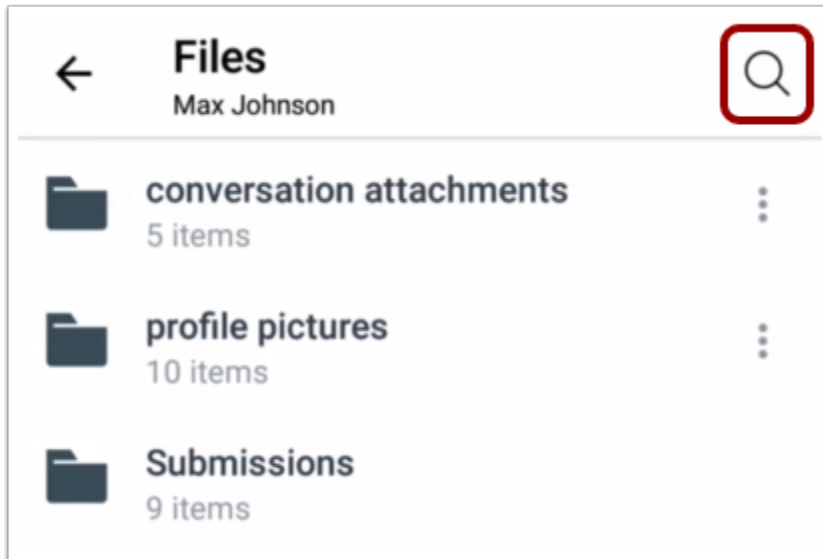 Files
Max Johnson
conversation attachments
5 items
profile pictures
10 items
Submissions
9 items